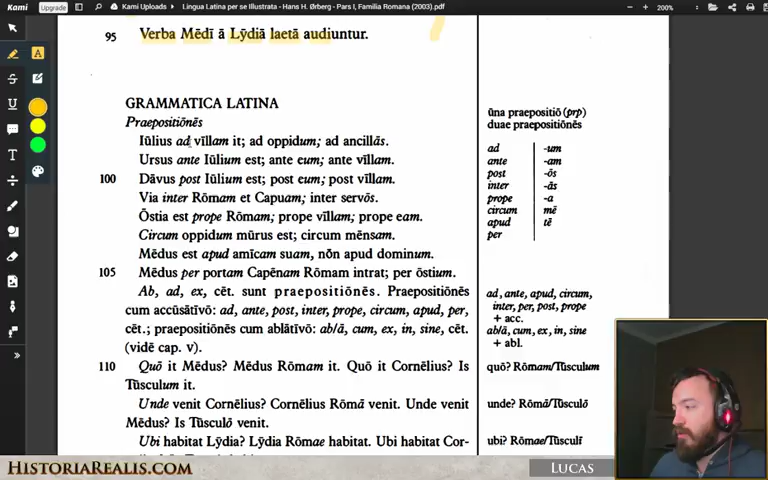 Kami
Upgrade
Kami Uploads > Lingua Latina per se Illustrata - Hans H. Ørberg - Pars I, Familia Romana (2003).pdf
200%
95 Verba Mēdī ā Lȳdiā laetā audiuntur.
GRAMMATICA LATINA
Praepositiōnēs
Iūlius ad vīllam it; ad oppidum; ad ancillās.
Ursus ante Iūlium est; ante eum; ante vīllam.
100 Dāvus post Iūlium est; post eum; post vīllam.
Via inter Rōmam et Capuam; inter servōs.
Ōstia est prope Rōmam; prope vīllam; prope eam.
Circum oppidum mūrus est; circum mēnsam.
Mēdus est apud amīcam suam, nōn apud dominum.
105 Mēdus per portam Capēnam Rōmam intrat; per ōstium.
Ab, ad, ex, cēt. sunt praepositiōnēs. Praepositiōnēs
cum accūsātīvō: ad, ante, post, inter, prope, circum, apud, per,
cēt.; praepositiōnēs cum ablātīvō: ab/ā, cum, ex, in, sine, cēt.
(vidē cap. V).
110 Quō it Mēdus? Mēdus Rōmam it. Quō it Cornēlius? Is
Tūsculum it.
Unde venit Cornēlius? Cornēlius Rōmā venit. Unde venit
Mēdus? Is Tūsculō venit.
Ubi habitat Lȳdia? Lȳdia Rōmae habitat. Ubi habitat Cor-
ūna praepositiō (prp)
duae praepositiōnēs
ad -um
ante -am
post -ōs
inter -ās
prope -a
circum mē
apud tē
per
ad, ante, apud, circum,
inter, per, post, prope
+ acc.
ab/ā, cum, ex, in, sine
+ abl.
quō? Rōmam/Tūsculum
unde? Rōmā/Tūsculō
ubi? Rōmae/Tūsculī
HistoriaRealis.com
Lucas